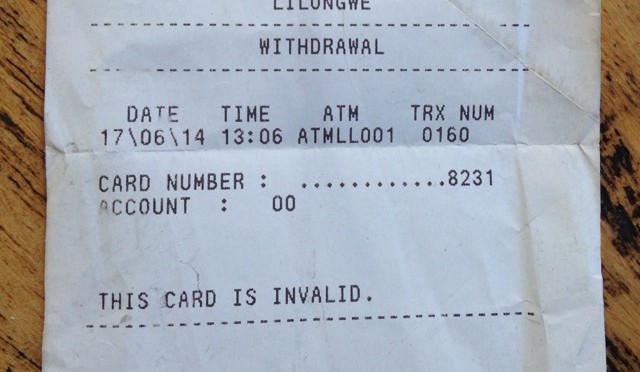 LILONGWE
WITHDRAWAL
DATE TIME ATM TRX NUM
17\06\14 13:06 ATMLL001 0160
CARD NUMBER : ............8231
ACCOUNT : 00
THIS CARD IS INVALID.